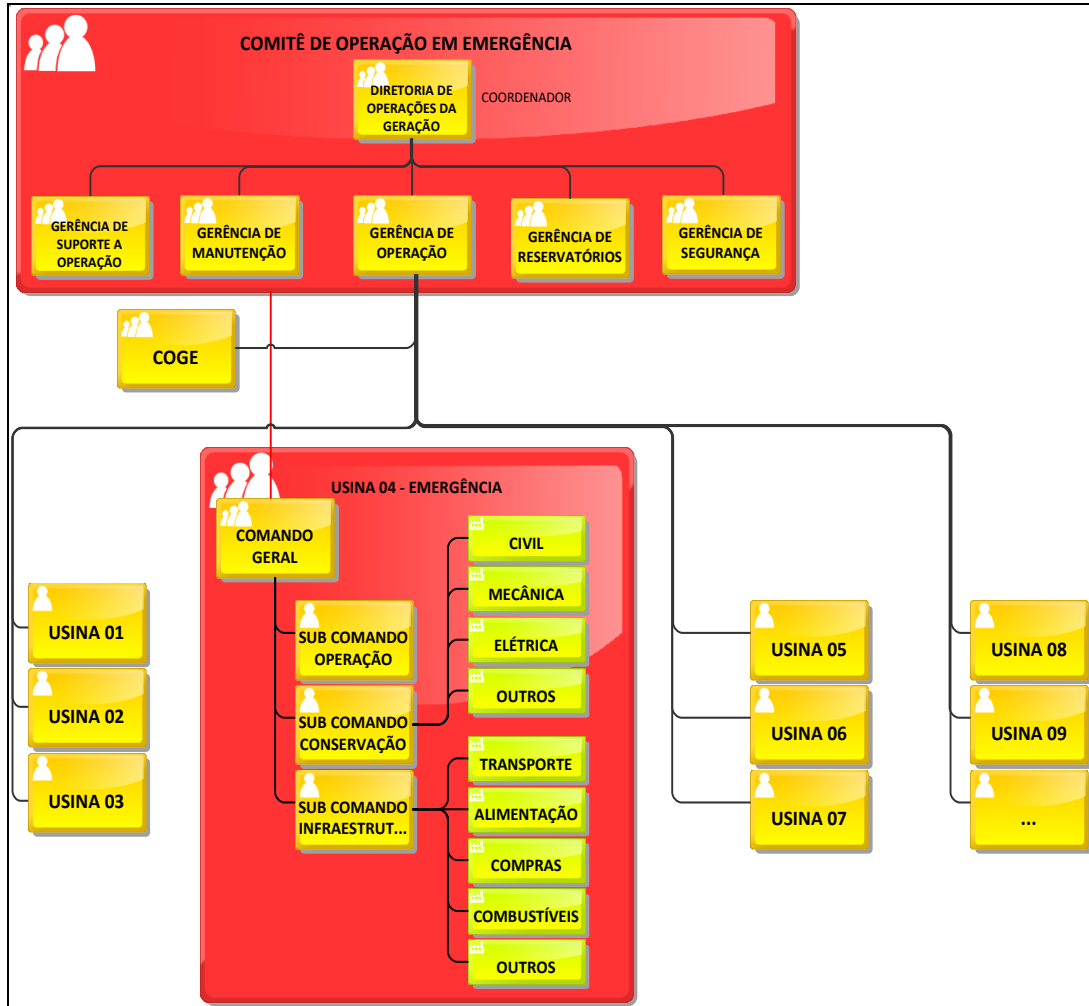 COMITÊ DE OPERAÇÃO EM EMERGÊNCIA
DIRETORIA DE
OPERAÇÕES DA
GERAÇÃO
COORDENADOR
GERÊNCIA DE
SUPORTE A
OPERAÇÃO
GERÊNCIA DE
MANUTENÇÃO
GERÊNCIA DE
OPERAÇÃO
GERÊNCIA DE
RESERVATÓRIOS
GERÊNCIA DE
SEGURANÇA
COGE
USINA 04 - EMERGÊNCIA
COMANDO
GERAL
SUB COMANDO
OPERAÇÃO
SUB COMANDO
CONSERVAÇÃO
SUB COMANDO
INFRAESTRUT...
CIVIL
MECÂNICA
ELÉTRICA
OUTROS
TRANSPORTE
ALIMENTAÇÃO
COMPRAS
COMBUSTÍVEIS
OUTROS
USINA 01
USINA 02
USINA 03
USINA 05
USINA 06
USINA 07
USINA 08
USINA 09
...